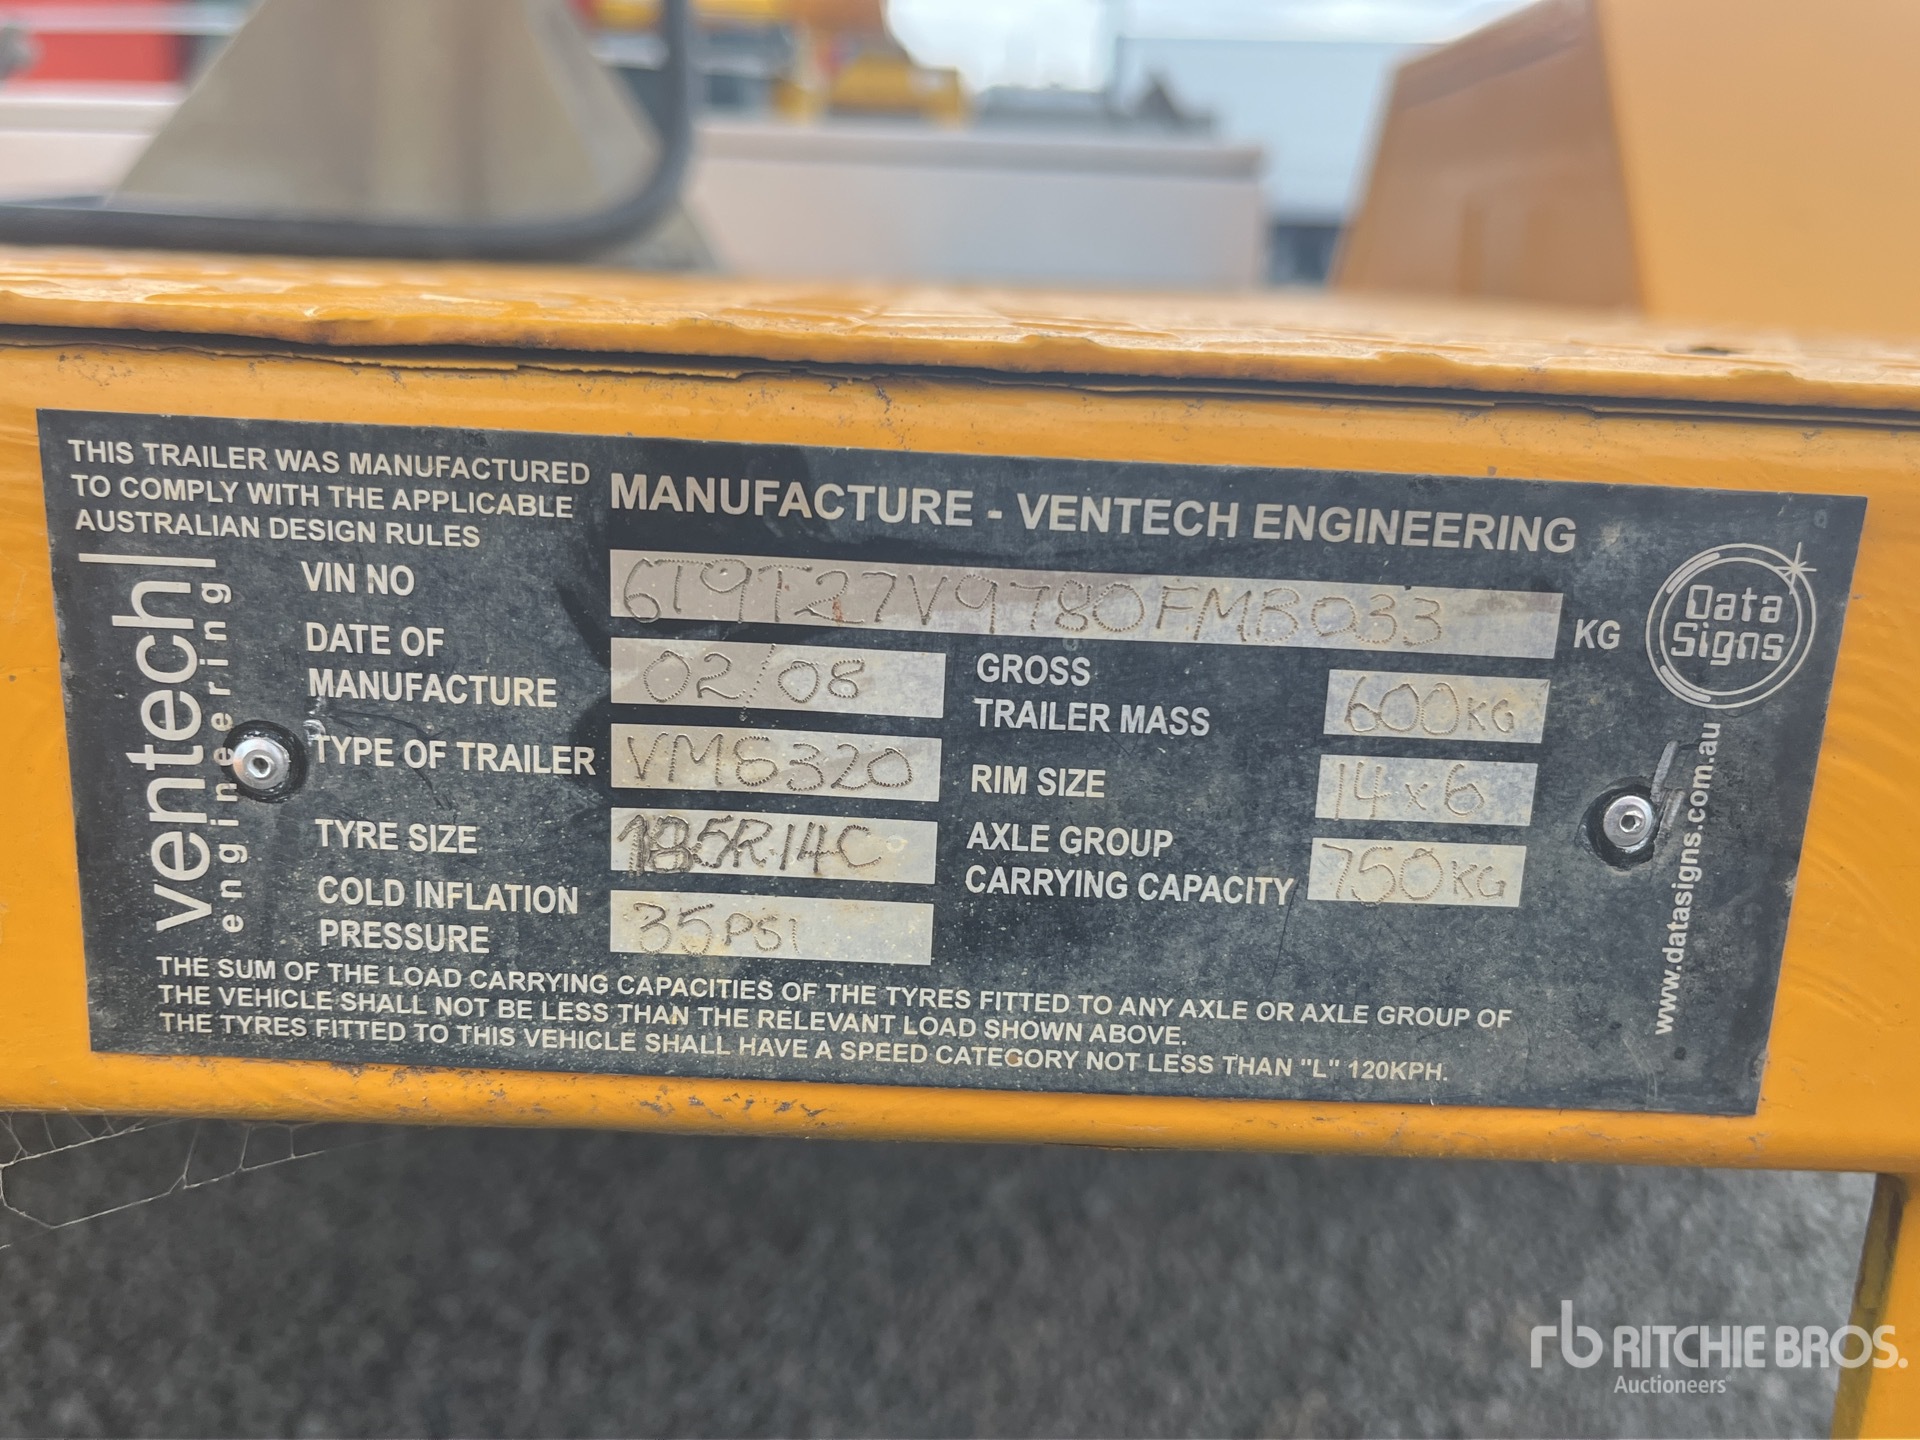 THIS TRAILER WAS MANUFACTURED
TO COMPLY WITH THE APPLICABLE
AUSTRALIAN DESIGN RULES
MANUFACTURE - VENTECH ENGINEERING
ventech
engineering
VIN NO 6T9T27V9780FMB033 KG
DATE OF
MANUFACTURE 02/08
GROSS
TRAILER MASS 600KG
TYPE OF TRAILER VMS320
RIM SIZE 14x6
TYRE SIZE 185R14C
AXLE GROUP
CARRYING CAPACITY 750KG
COLD INFLATION
PRESSURE 35PSI
THE SUM OF THE LOAD CARRYING CAPACITIES OF THE TYRES FITTED TO ANY AXLE OR AXLE GROUP OF
THE VEHICLE SHALL NOT BE LESS THAN THE RELEVANT LOAD SHOWN ABOVE.
THE TYRES FITTED TO THIS VEHICLE SHALL HAVE A SPEED CATEGORY NOT LESS THAN "L" 120KPH.
Data
Signs
www.datasigns.com.au
rb RITCHIE BROS.
Auctioneers